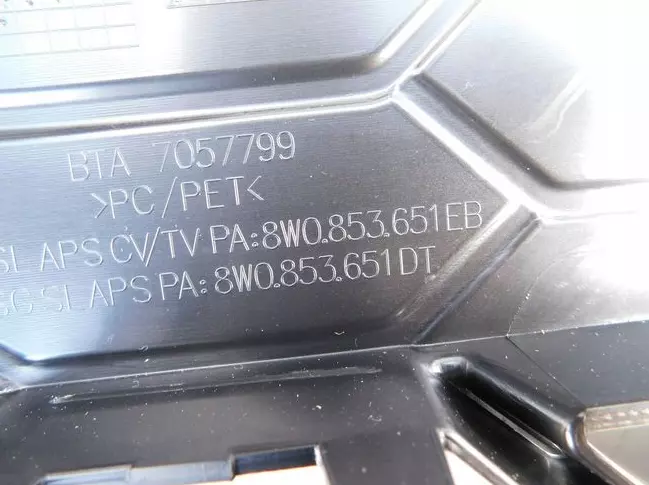 BTA 7057799
>PC/PET<
SL APS CV/TV PA:8W0.853.651EB
SL APS PA:8W0.853.651DT